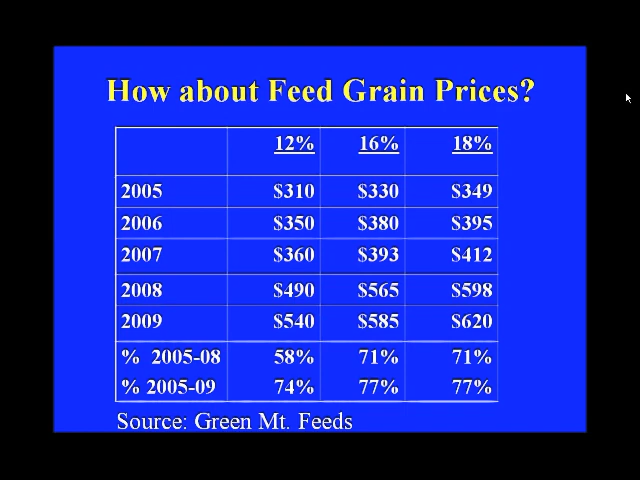 How about Feed Grain Prices?
12% 16% 18%
2005 $310 $330 $349
2006 $350 $380 $395
2007 $360 $393 $412
2008 $490 $565 $598
2009 $540 $585 $620
% 2005-08 58% 71% 71%
% 2005-09 74% 77% 77%
Source: Green Mt. Feeds